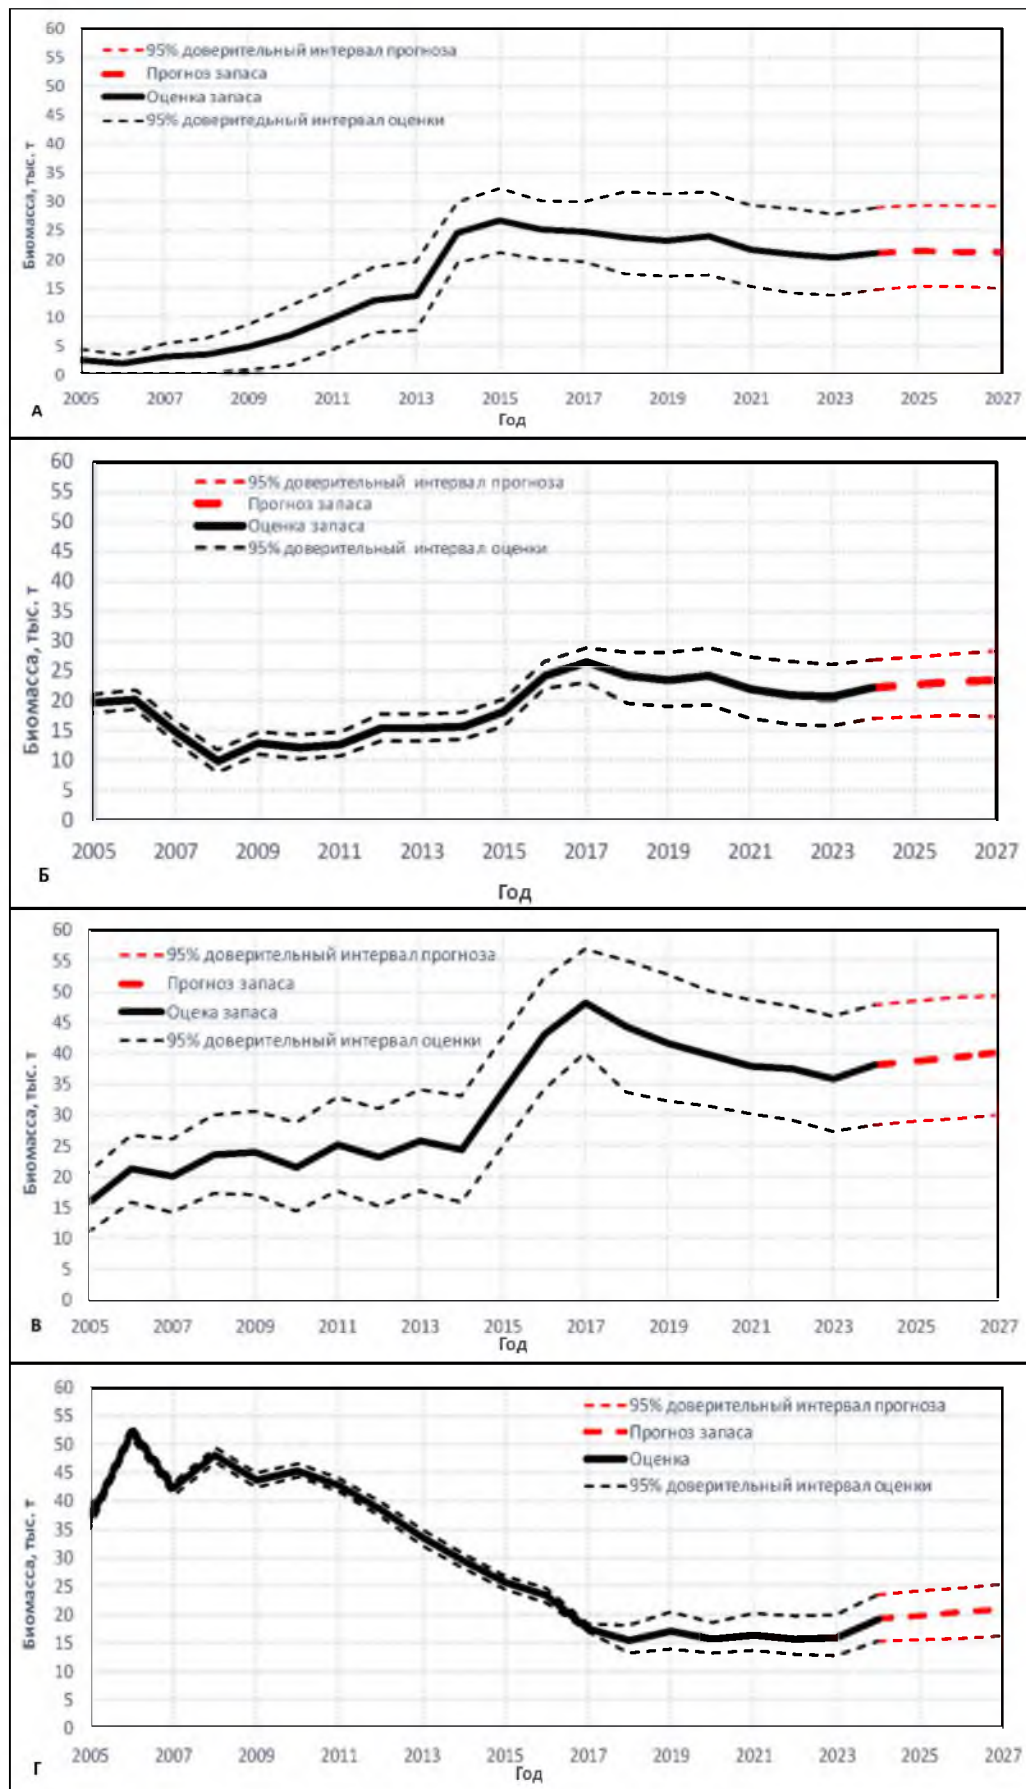 60
55
50
45
40
35
30
25
20
15
10
5
0
Биомасса, тыс. т
95% доверительный интервал прогноза
Прогноз запаса
Оценка запаса
95% доверитедьный интервал оценки
2005 2007 2009 2011 2013 2015 2017 2019 2021 2023 2025 2027
А
Год
60
55
50
45
40
35
30
25
20
15
10
5
0
Биомасса, тыс. т
95% доверительный интервал прогноза
Прогноз запаса
Оценка запаса
95% доверительный интервал оценки
2005 2007 2009 2011 2013 2015 2017 2019 2021 2023 2025 2027
Б
Год
60
55
50
45
40
35
30
25
20
15
10
5
0
Биомасса, тыс. т
95% доверительный интервал прогноза
Прогноз запаса
Оцека запаса
95% доверительный интервал оценки
2005 2007 2009 2011 2013 2015 2017 2019 2021 2023 2025 2027
В
Год
60
55
50
45
40
35
30
25
20
15
10
5
0
Биомасса, тыс. т
95% доверительный интервал прогноза
Прогноз запаса
Оценка
95% доверительный интервал оценки
2005 2007 2009 2011 2013 2015 2017 2019 2021 2023 2025 2027
Г
Год